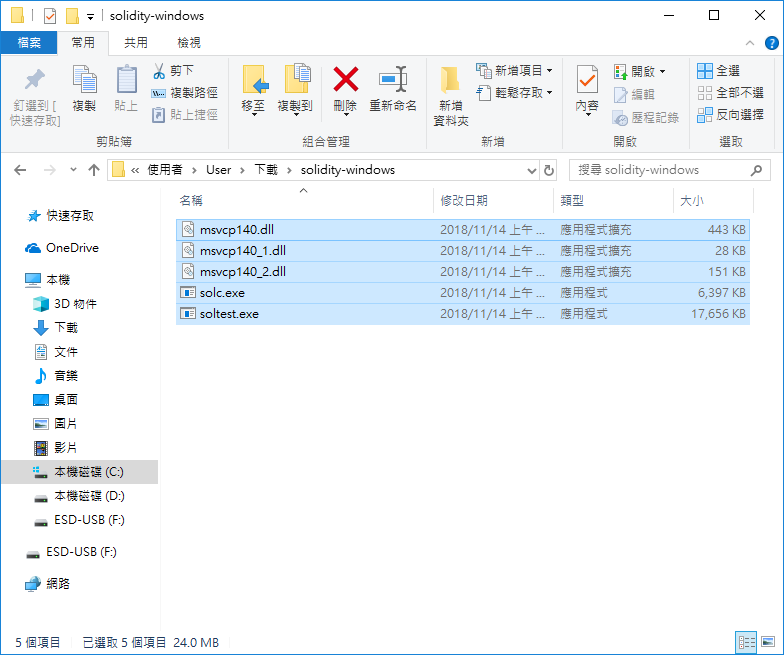 solidity-windows
檔案 常用 共用 檢視
釘選到 [
快速存取]
複製
貼上
剪下
複製路徑
貼上捷徑
剪貼簿
移至
複製到
刪除
重新命名
組合管理
新增
資料夾
新增項目
輕鬆存取
新增
內容
開啟
編輯
歷程記錄
開啟
全選
全部不選
反向選擇
選取
« 使用者 › User › 下載 › solidity-windows
搜尋 solidity-windows
名稱 修改日期 類型 大小
msvcp140.dll 2018/11/14 上午 ... 應用程式擴充 443 KB
msvcp140_1.dll 2018/11/14 上午 ... 應用程式擴充 28 KB
msvcp140_2.dll 2018/11/14 上午 ... 應用程式擴充 151 KB
solc.exe 2018/11/14 上午 ... 應用程式 6,397 KB
soltest.exe 2018/11/14 上午 ... 應用程式 17,656 KB
快速存取
OneDrive
本機
3D 物件
下載
文件
音樂
桌面
圖片
影片
本機磁碟 (C:)
本機磁碟 (D:)
ESD-USB (F:)
ESD-USB (F:)
網路
5 個項目 已選取 5 個項目 24.0 MB